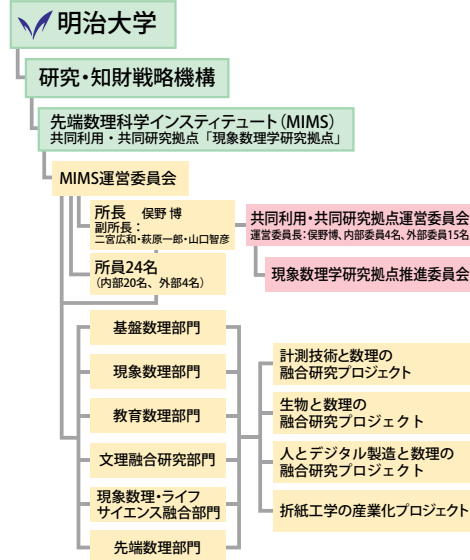 明治大学
研究・知財戦略機構
先端数理科学インスティテュート（MIMS）
共同利用・共同研究拠点「現象数理学研究拠点」
MIMS運営委員会
所長　俣野 博
副所長：
二宮広和・萩原一郎・山口智彦
共同利用・共同研究拠点運営委員会
運営委員長：俣野博、内部委員4名、外部委員15名
所員24名
（内部20名、外部4名）
現象数理学研究拠点推進委員会
基盤数理部門
現象数理部門
教育数理部門
文理融合研究部門
現象数理・ライフ
サイエンス融合部門
先端数理部門
計測技術と数理の
融合研究プロジェクト
生物と数理の
融合研究プロジェクト
人とデジタル製造と数理の
融合研究プロジェクト
折紙工学の産業化プロジェクト